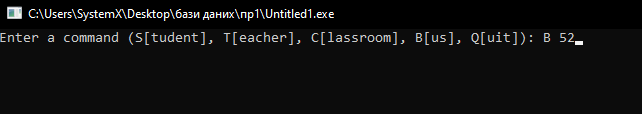 C:\Users\SystemX\Desktop\бази даних\пр1\Untitled1.exe
Enter a command (S[tudent], T[eacher], C[lassroom], B[us], Q[uit]): B 52